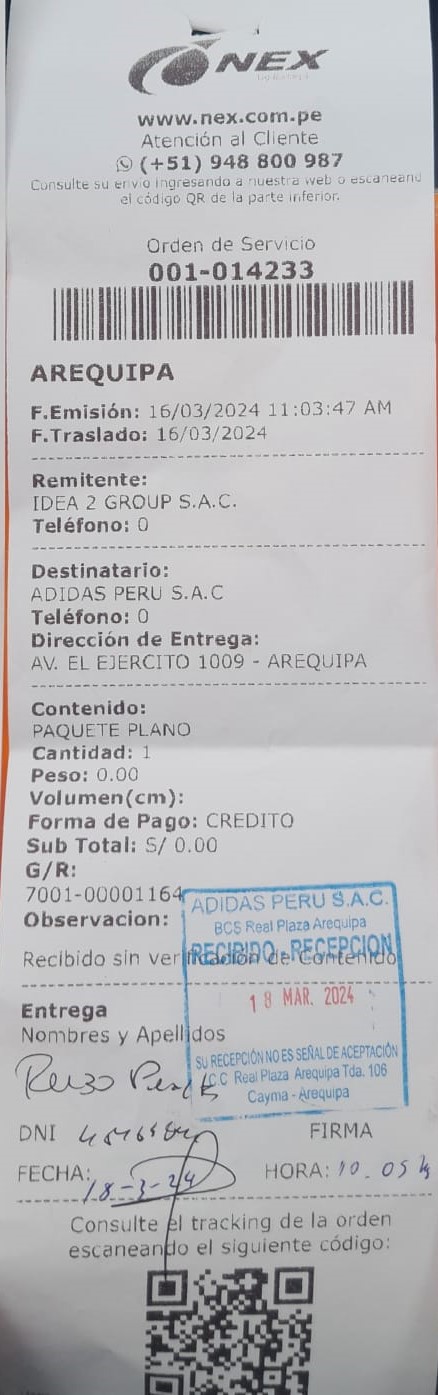 NEX
www.nex.com.pe
Atención al Cliente
(+51) 948 800 987
Consulte su envío ingresando a nuestra web o escaneand
el código QR de la parte inferior.
Orden de Servicio
001-014233
AREQUIPA
F.Emisión: 16/03/2024 11:03:47 AM
F.Traslado: 16/03/2024
Remitente:
IDEA 2 GROUP S.A.C.
Teléfono: 0
Destinatario:
ADIDAS PERU S.A.C
Teléfono: 0
Dirección de Entrega:
AV. EL EJERCITO 1009 - AREQUIPA
Contenido:
PAQUETE PLANO
Cantidad: 1
Peso: 0.00
Volumen(cm):
Forma de Pago: CREDITO
Sub Total: S/ 0.00
G/R:
7001-00001164
Observacion:
Recibido sin verificación de Contenido
ADIDAS PERU S.A.C.
BCS Real Plaza Arequipa
RECIBIDO - RECEPCION
18 MAR. 2024
SU RECEPCIÓN NO ES SEÑAL DE ACEPTACIÓN
C.C Real Plaza Arequipa Tda. 106
Cayma - Arequipa
Entrega
Nombres y Apellidos
DNI
FIRMA
FECHA: 18-3-24 HORA: 10.05
Consulte el tracking de la orden
escaneando el siguiente código: